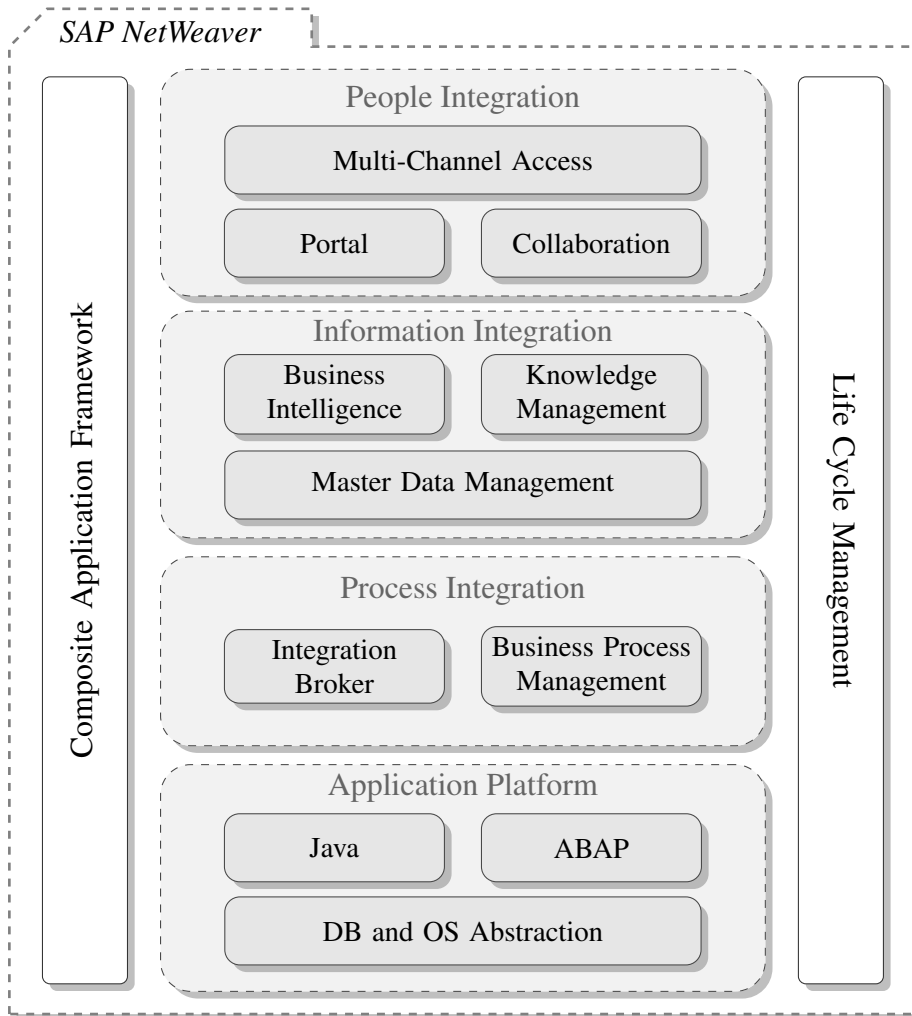 SAP NetWeaver
Composite Application Framework
People Integration
Multi-Channel Access
Portal
Collaboration
Information Integration
Business
Intelligence
Knowledge
Management
Master Data Management
Process Integration
Integration
Broker
Business Process
Management
Application Platform
Java
ABAP
DB and OS Abstraction
Life Cycle Management